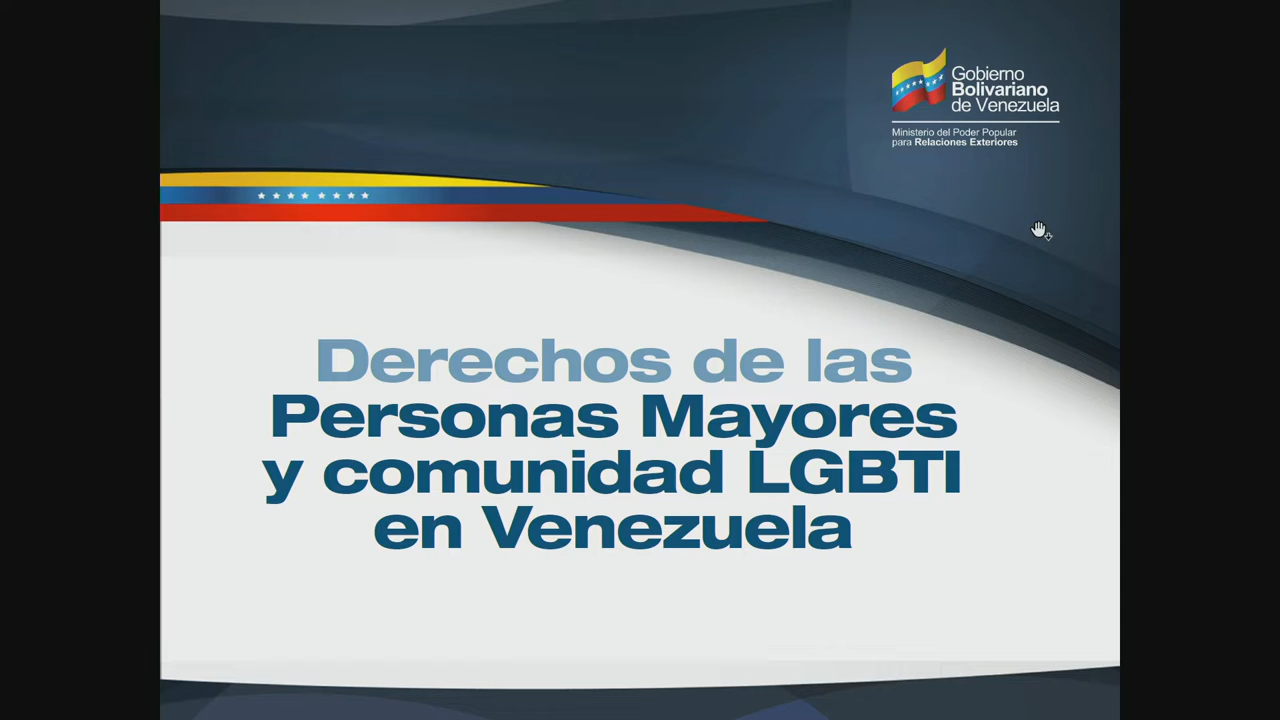 Gobierno
Bolivariano
de Venezuela
Ministerio del Poder Popular
para Relaciones Exteriores
Derechos de las
Personas Mayores
y comunidad LGBTI
en Venezuela